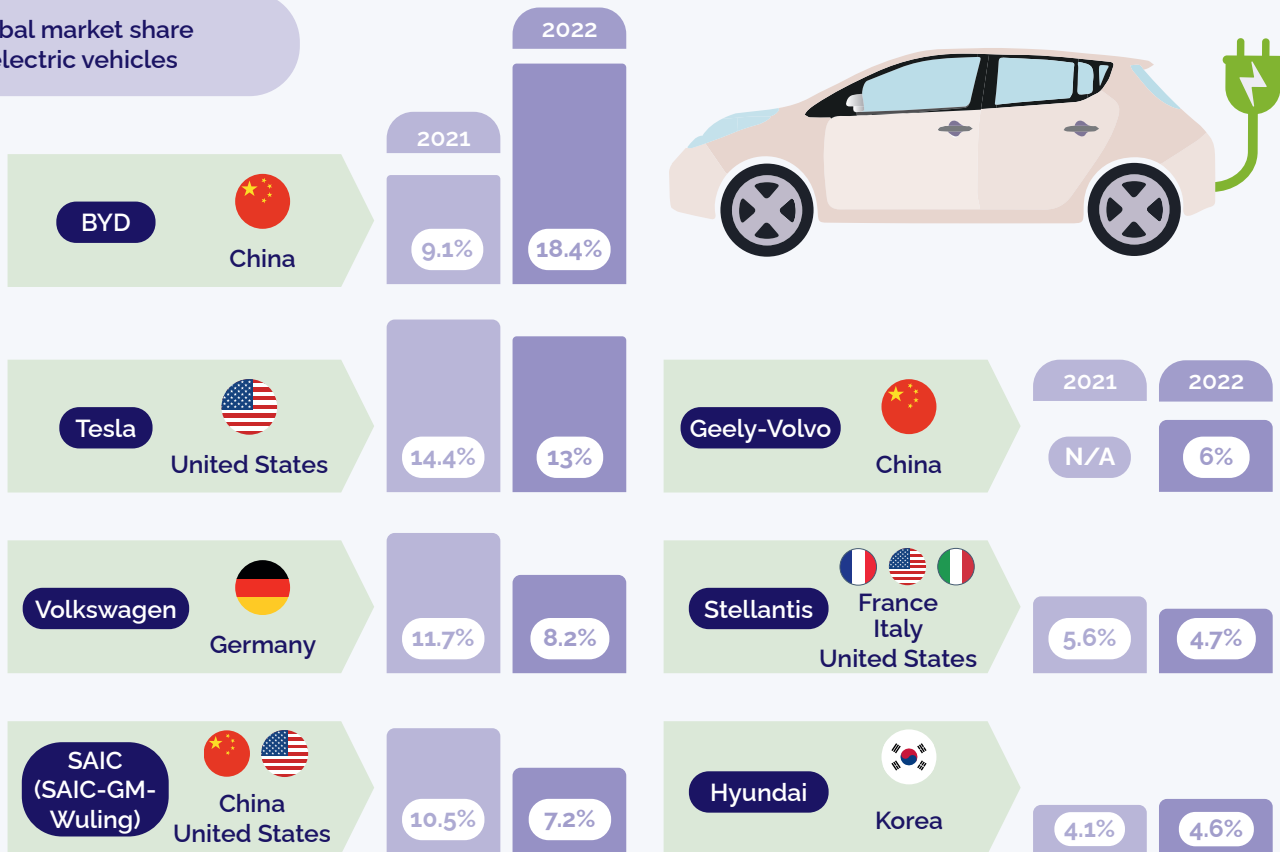 bal market share
electric vehicles
2021
2022
BYD
China
9.1%
18.4%
Tesla
United States
14.4%
13%
Volkswagen
Germany
11.7%
8.2%
SAIC
(SAIC-GM-
Wuling)
China
United States
10.5%
7.2%
2021
2022
Geely-Volvo
China
N/A
6%
Stellantis
France
Italy
United States
5.6%
4.7%
Hyundai
Korea
4.1%
4.6%